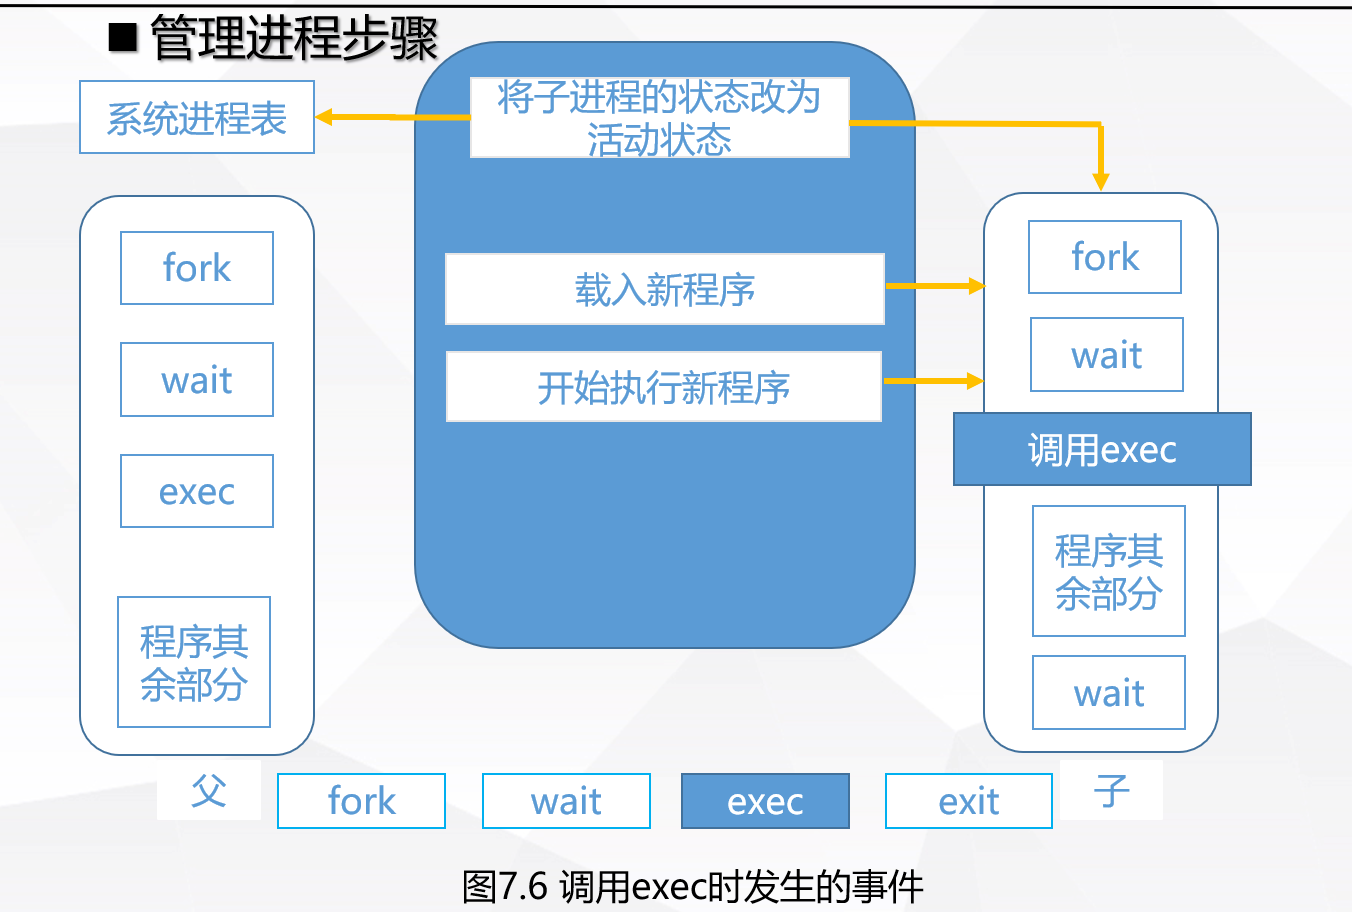 ■ 管理进程步骤
系统进程表
将子进程的状态改为
活动状态
fork
wait
exec
程序其
余部分
载入新程序
开始执行新程序
fork
wait
调用exec
程序其
余部分
wait
父
fork
wait
exec
exit
子
图7.6 调用exec时发生的事件